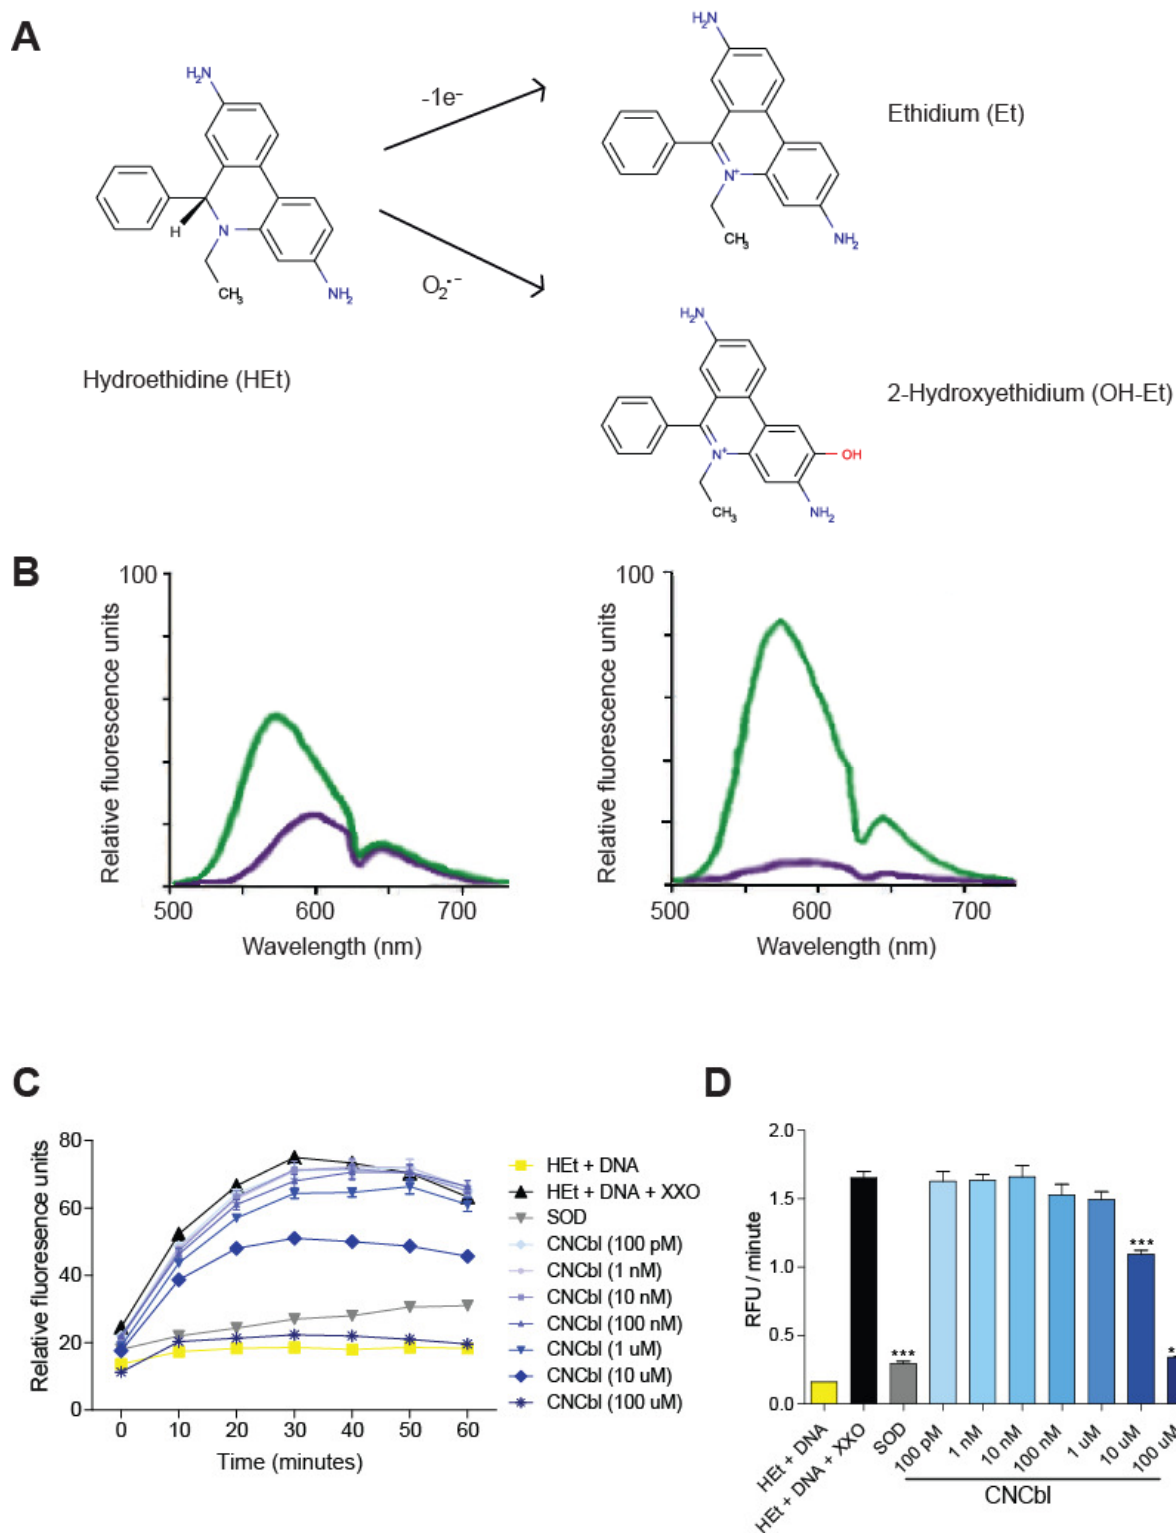 A
H₂N
H
N
CH₃
NH₂
Hydroethidine (HEt)
-1e⁻
O₂·⁻
H₂N
N⁺
CH₃
NH₂
Ethidium (Et)
H₂N
N⁺
OH
CH₃
NH₂
2-Hydroxyethidium (OH-Et)
B
100
Relative fluorescence units
500 600 700
Wavelength (nm)
100
Relative fluorescence units
500 600 700
Wavelength (nm)
C
80
60
40
20
0
Relative fluoresence units
0 10 20 30 40 50 60
Time (minutes)
HEt + DNA
HEt + DNA + XXO
SOD
CNCbl (100 pM)
CNCbl (1 nM)
CNCbl (10 nM)
CNCbl (100 nM)
CNCbl (1 uM)
CNCbl (10 uM)
CNCbl (100 uM)
D
2.0
1.5
1.0
0.5
0.0
RFU / minute
***
***
*
HEt + DNA
HEt + DNA + XXO
SOD
100 pM
1 nM
10 nM
100 nM
1 uM
10 uM
100 uM
CNCbl